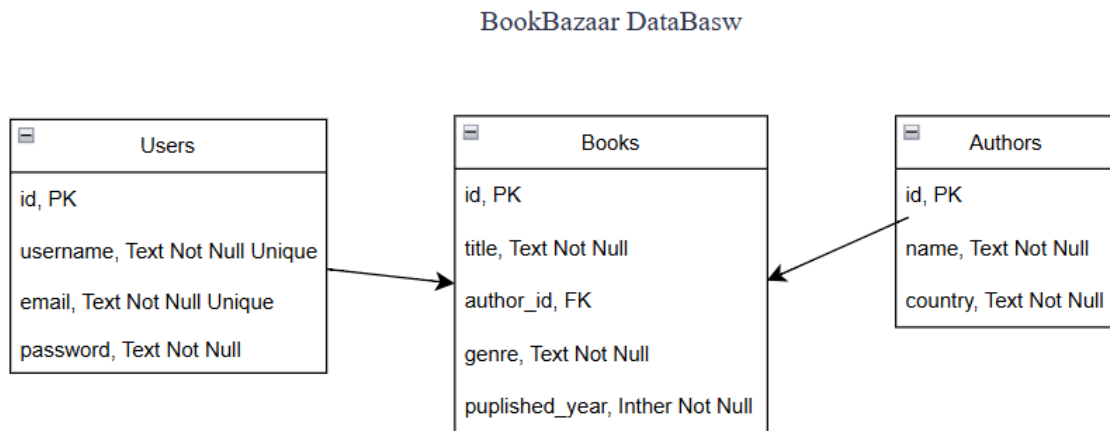 BookBazaar DataBasw
Users
id, PK
username, Text Not Null Unique
email, Text Not Null Unique
password, Text Not Null
Books
id, PK
title, Text Not Null
author_id, FK
genre, Text Not Null
puplished_year, Inther Not Null
Authors
id, PK
name, Text Not Null
country, Text Not Null